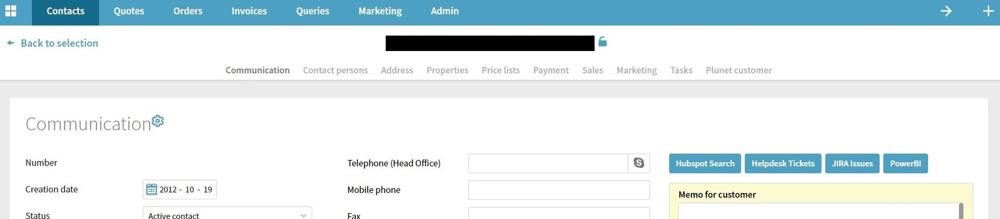 Contacts Quotes Orders Invoices Queries Marketing Admin
Back to selection
Communication Contact persons Address Properties Price lists Payment Sales Marketing Tasks Plunet customer
Communication
Number Telephone (Head Office) Hubspot Search Helpdesk Tickets JIRA Issues PowerBI
Creation date 2012 - 10 - 19 Mobile phone
Memo for customer
Status Active contact Fax